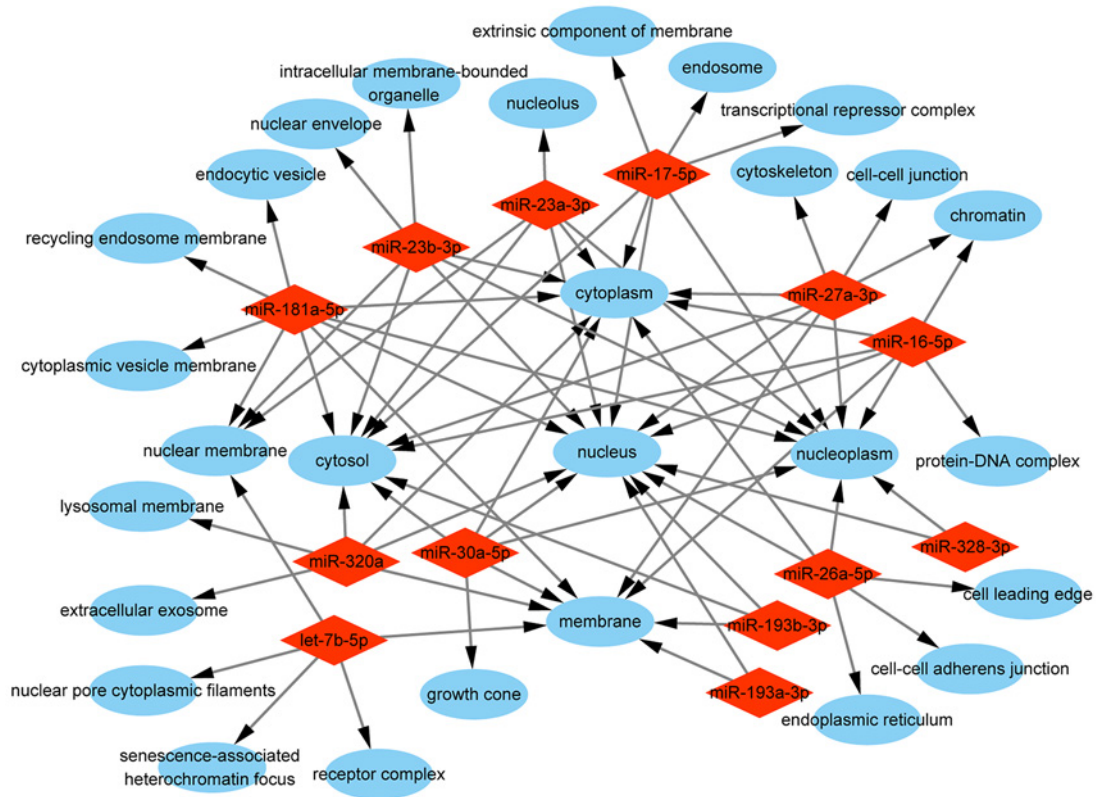 extrinsic component of membrane
endosome
intracellular membrane-bounded
organelle
nucleolus
transcriptional repressor complex
nuclear envelope
endocytic vesicle
miR-17-5p
cytoskeleton
cell-cell junction
miR-23a-3p
chromatin
recycling endosome membrane
miR-23b-3p
cytoplasm
miR-27a-3p
miR-181a-5p
miR-16-5p
cytoplasmic vesicle membrane
nuclear membrane
cytosol
nucleus
nucleoplasm
protein-DNA complex
lysosomal membrane
miR-320a
miR-30a-5p
miR-328-3p
miR-26a-5p
cell leading edge
extracellular exosome
let-7b-5p
membrane
miR-193b-3p
cell-cell adherens junction
nuclear pore cytoplasmic filaments
growth cone
miR-193a-3p
endoplasmic reticulum
senescence-associated
heterochromatin focus
receptor complex